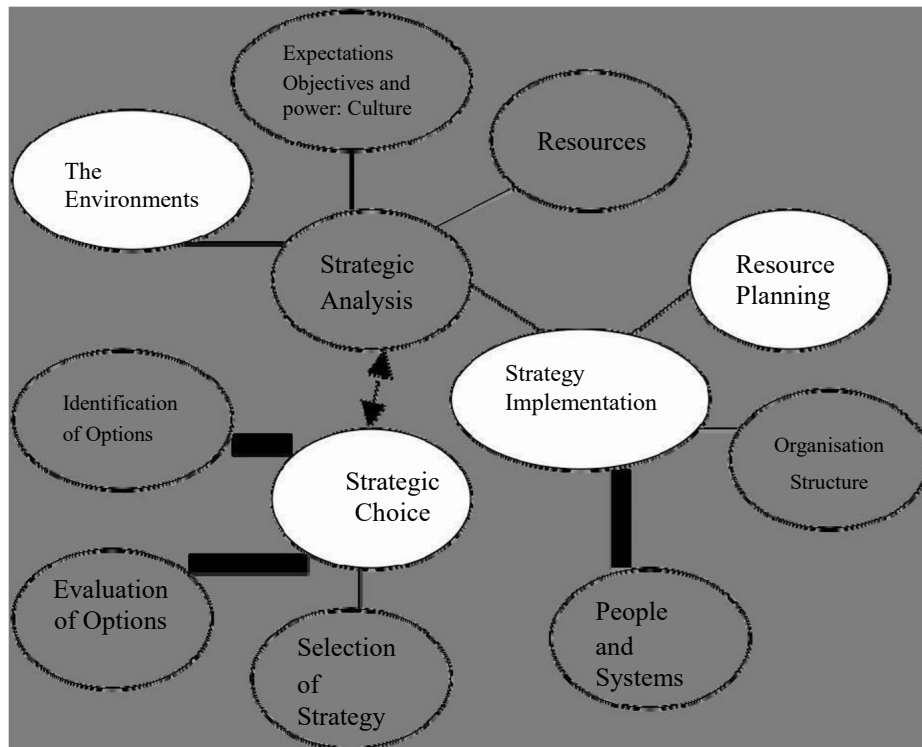 Expectations
Objectives and
power: Culture
Resources
The
Environments
Strategic
Analysis
Resource
Planning
Strategy
Implementation
Identification
of Options
Organisation
Structure
Strategic
Choice
Evaluation
of Options
People
and
Systems
Selection
of
Strategy